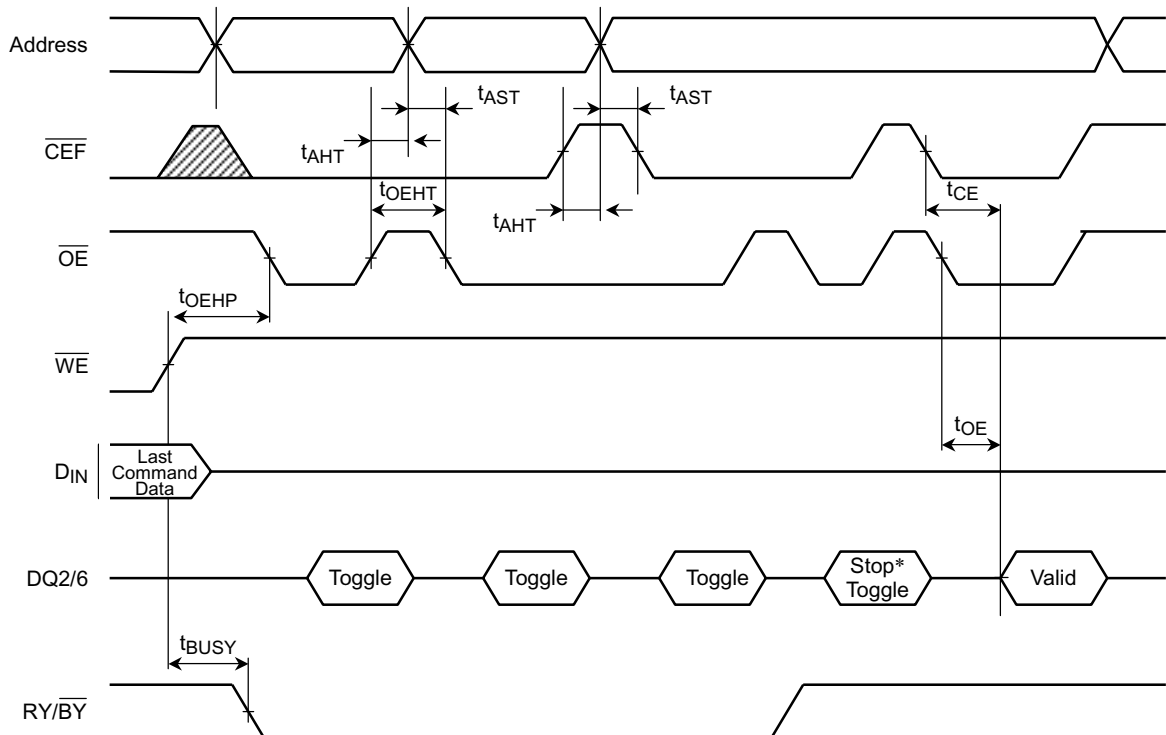 Address
tAST
tAST
CEF
tAHT
tOEHT
tCE
tAHT
OE
tOEHP
WE
tOE
DIN
Last
Command
Data
DQ2/6
Toggle
Toggle
Toggle
Stop*
Toggle
Valid
tBUSY
RY/BY